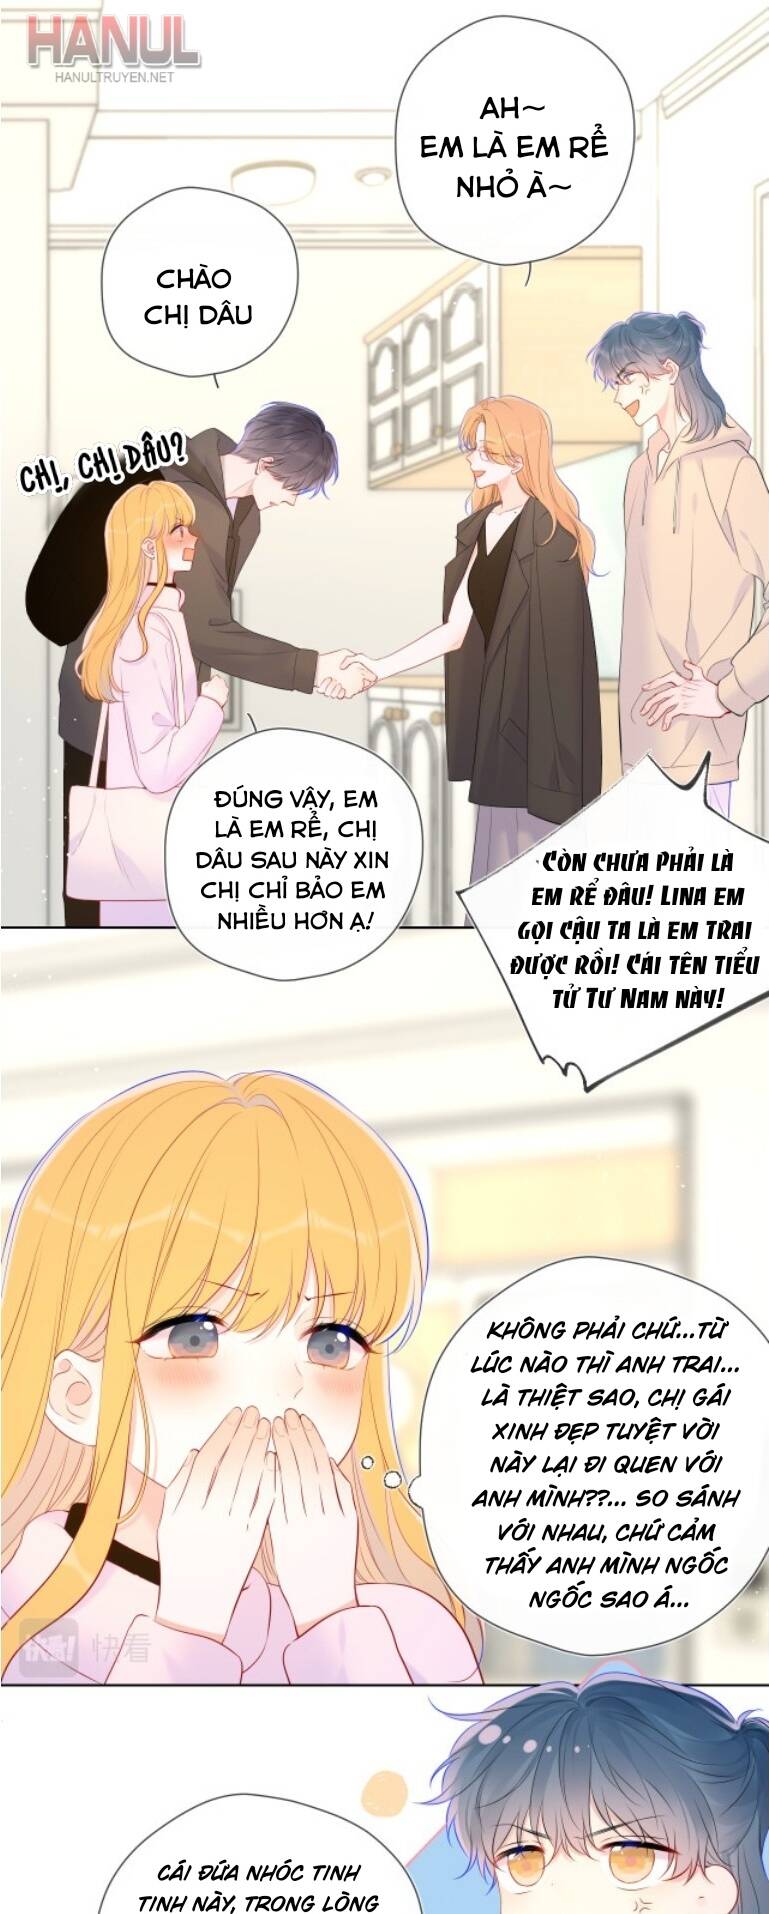 HANUL
HANULTRUYEN.NET
AH~
EM LÀ EM RỂ
NHỎ À~
CHÀO
CHỊ DÂU
CHỊ, CHỊ DÂU?
ĐÚNG VẬY, EM
LÀ EM RỂ, CHỊ
DÂU SAU NÀY XIN
CHỊ CHỈ BẢO EM
NHIỀU HƠN Ạ!
CÒN CHƯA PHẢI LÀ
EM RỂ ĐÂU! LINA EM
GỌI CẬU TA LÀ EM TRAI
ĐƯỢC RỒI! CÁI TÊN TIỂU
TỬ TƯ NAM NÀY!
KHÔNG PHẢI CHỨ...TỪ
LÚC NÀO THÌ ANH TRAI...
LÀ THIỆT SAO, CHỊ GÁI
XINH ĐẸP TUYỆT VỜI
NÀY LẠI ĐI QUEN VỚI
ANH MÌNH??... SO SÁNH
VỚI NHAU, CHỨ CẢM
THẤY ANH MÌNH NGỐC
NGỐC SAO Á...
快看! 快看
CÁI ĐỨA NHÓC TINH
TINH NÀY, TRONG LÒNG